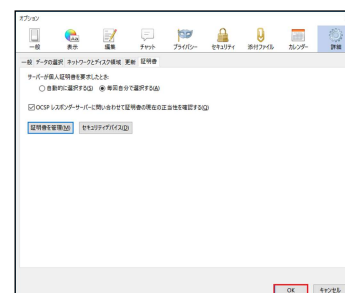 オプション
一般 表示 編集 チャット プライバシー セキュリティ 添付ファイル カレンダー 詳細
一般 データの選択 ネットワークとディスク領域 更新 証明書
サーバーが個人証明書を要求したとき:
自動的に選択する(S) 毎回自分で選択する(A)
OCSP レスポンダーサーバーに問い合わせて証明書の現在の正当性を確認する(Q)
証明書を管理(M) セキュリティデバイス(D)
OK キャンセル